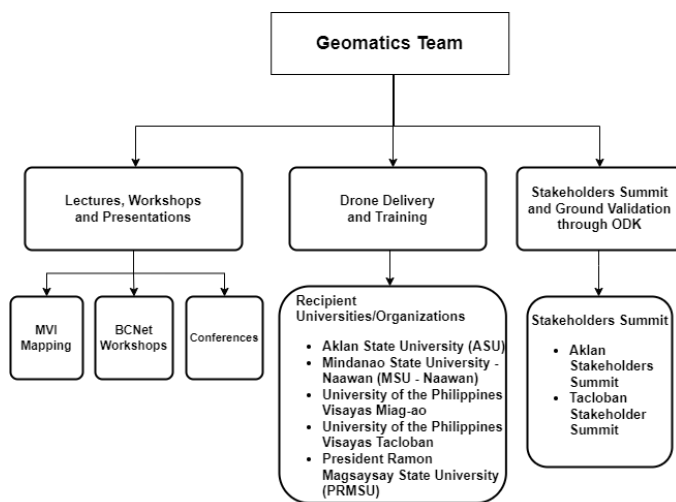 Geomatics Team
Lectures, Workshops
and Presentations
Drone Delivery
and Training
Stakeholders Summit
and Ground Validation
through ODK
MVI
Mapping
BCNet
Workshops
Conferences
Recipient
Universities/Organizations
• Aklan State University (ASU)
• Mindanao State University -
Naawan (MSU - Naawan)
• University of the Philippines
Visayas Miag-ao
• University of the Philippines
Visayas Tacloban
• President Ramon
Magsaysay State University
(PRMSU)
Stakeholders Summit
• Aklan
Stakeholders
Summit
• Tacloban
Stakeholder
Summit